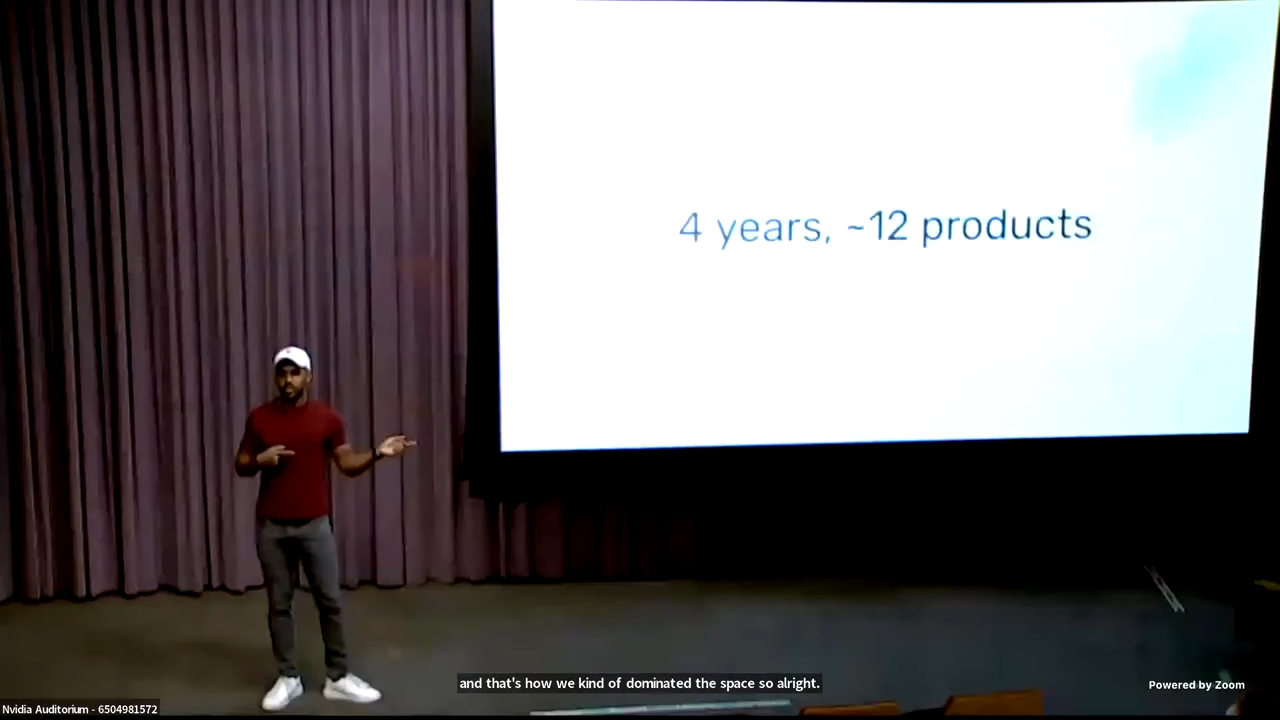 4 years, ~12 products
and that's how we kind of dominated the space so alright.
Powered by Zoom
Nvidia Auditorium - 6504981572